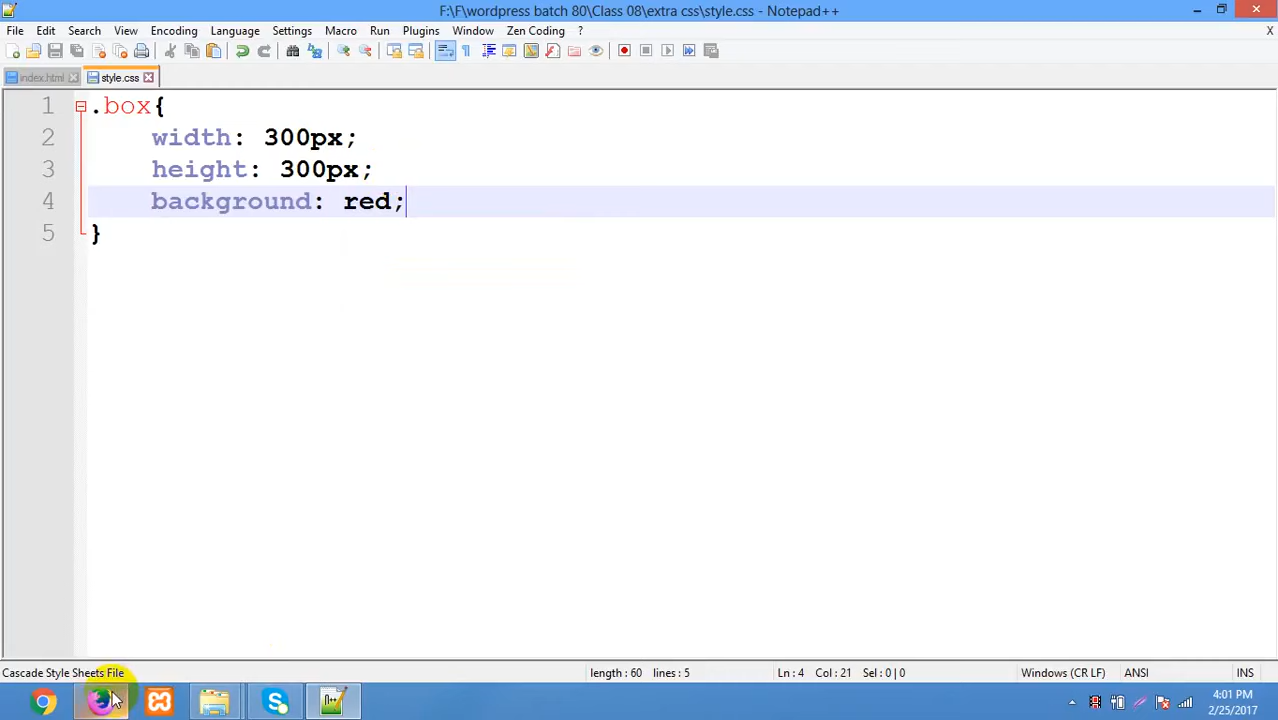 F:\F\wordpress batch 80\Class 08\extra css\style.css - Notepad++
File Edit Search View Encoding Language Settings Macro Run Plugins Window Zen Coding ? X
index.html style.css
1 .box{
2 width: 300px;
3 height: 300px;
4 background: red;
5 }
Cascade Style Sheets File length : 60 lines : 5 Ln : 4 Col : 21 Sel : 0 | 0 Windows (CR LF) ANSI INS
4:01 PM
2/25/2017